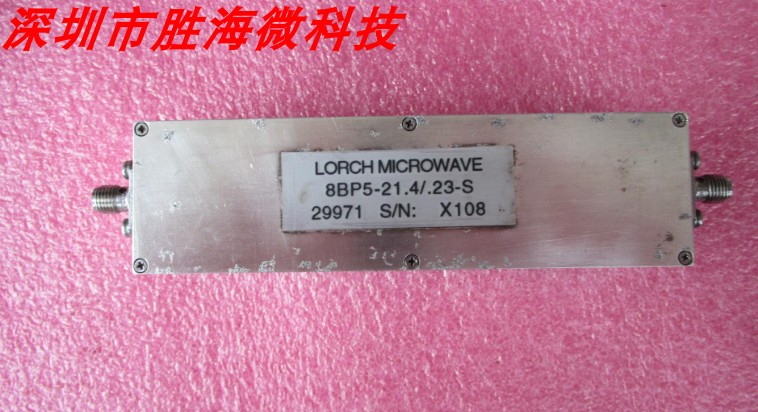 深圳市胜海微科技
LORCH MICROWAVE
8BP5-21.4/.23-S
29971 S/N: X108